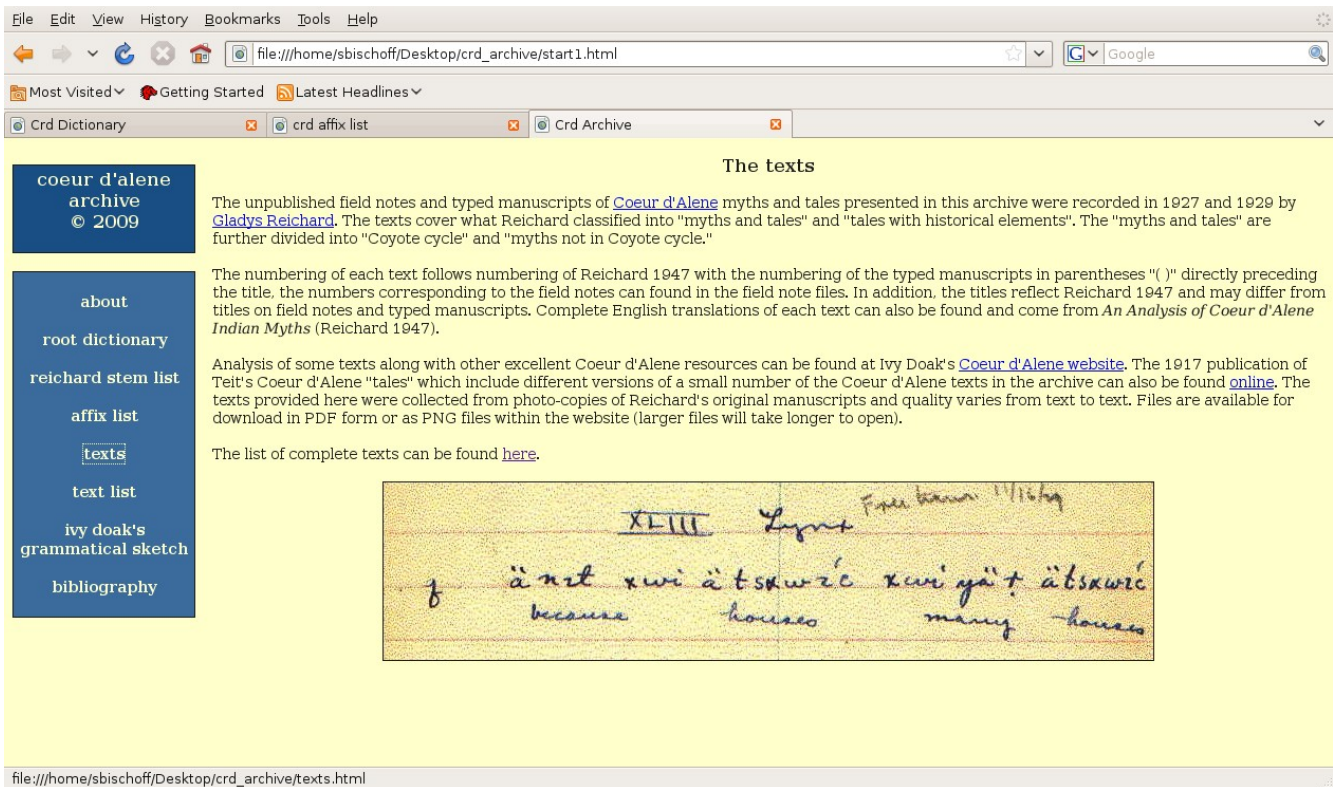 File Edit View History Bookmarks Tools Help
file:///home/sbischoff/Desktop/crd_archive/start1.html
Google
Most Visited Getting Started Latest Headlines
Crd Dictionary
crd affix list
Crd Archive
coeur d'alene
archive
© 2009
about
root dictionary
reichard stem list
affix list
texts
text list
ivy doak's
grammatical sketch
bibliography
The texts
The unpublished field notes and typed manuscripts of Coeur d'Alene myths and tales presented in this archive were recorded in 1927 and 1929 by
Gladys Reichard. The texts cover what Reichard classified into "myths and tales" and "tales with historical elements". The "myths and tales" are
further divided into "Coyote cycle" and "myths not in Coyote cycle."
The numbering of each text follows numbering of Reichard 1947 with the numbering of the typed manuscripts in parentheses "( )" directly preceding
the title, the numbers corresponding to the field notes can found in the field note files. In addition, the titles reflect Reichard 1947 and may differ from
titles on field notes and typed manuscripts. Complete English translations of each text can also be found and come from An Analysis of Coeur d'Alene
Indian Myths (Reichard 1947).
Analysis of some texts along with other excellent Coeur d'Alene resources can be found at Ivy Doak's Coeur d'Alene website. The 1917 publication of
Teit's Coeur d'Alene "tales" which include different versions of a small number of the Coeur d'Alene texts in the archive can also be found online. The
texts provided here were collected from photo-copies of Reichard's original manuscripts and quality varies from text to text. Files are available for
download in PDF form or as PNG files within the website (larger files will take longer to open).
The list of complete texts can be found here.
XLIII Lynx
because houses many houses
file:///home/sbischoff/Desktop/crd_archive/texts.html